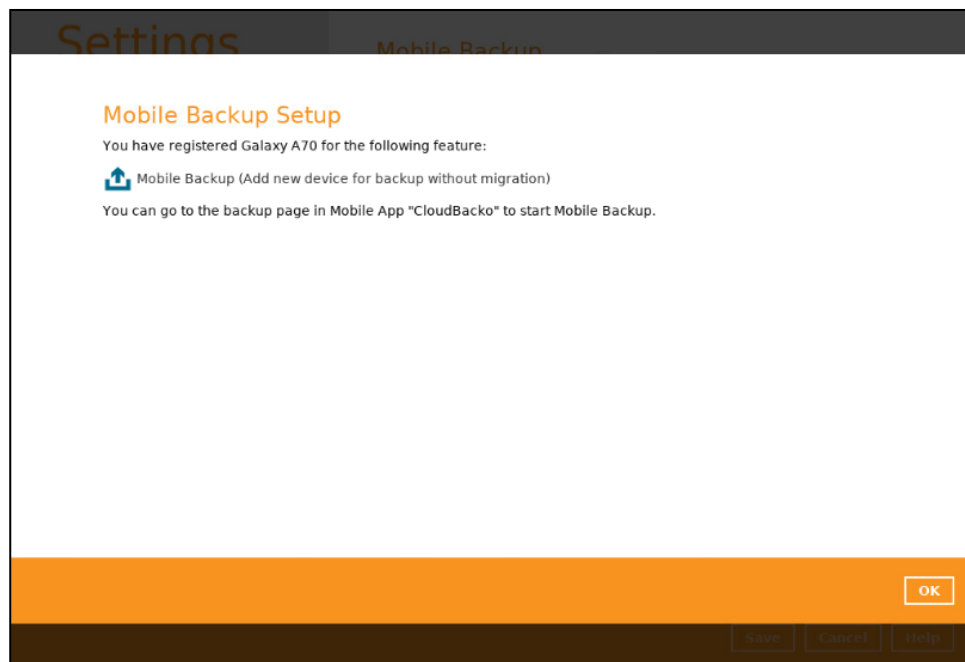 Settings
Mobile Backup
Mobile Backup Setup
You have registered Galaxy A70 for the following feature:
Mobile Backup (Add new device for backup without migration)
You can go to the backup page in Mobile App "CloudBacko" to start Mobile Backup.
OK
Save Cancel Help